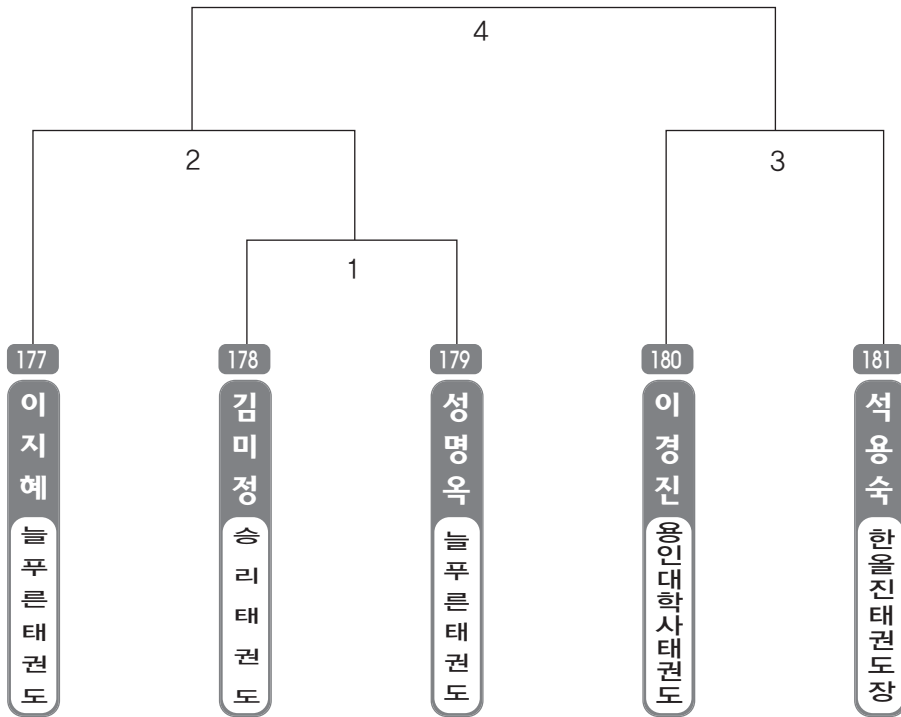 4
2
3
1
177
이지혜
늘푸른태권도
178
김미정
승리태권도
179
성명옥
늘푸른태권도
180
이경진
용인대학사태권도
181
석용숙
한올진태권도장